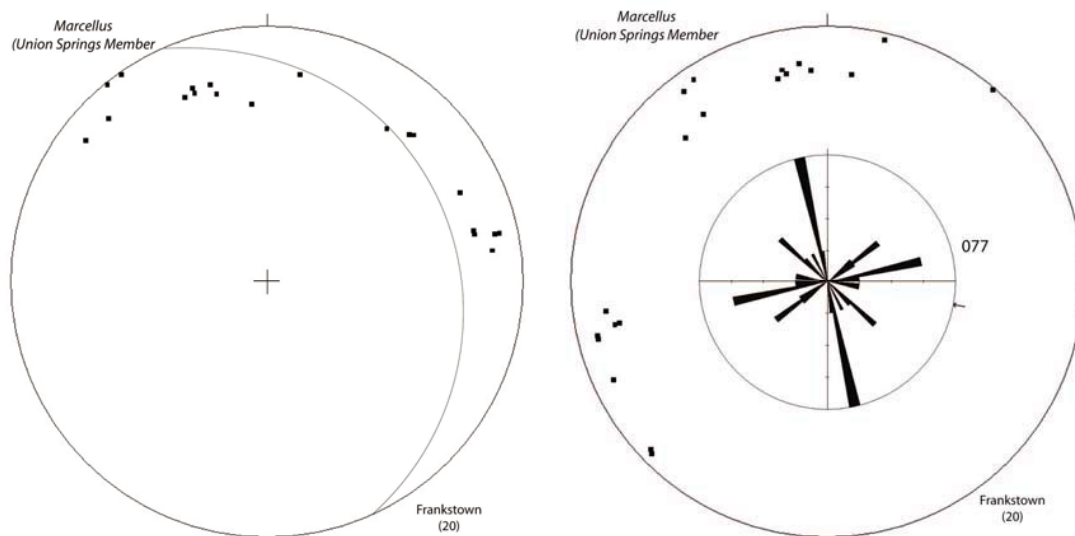 Marcellus
(Union Springs Member
Frankstown
(20)
Marcellus
(Union Springs Member
077
Frankstown
(20)